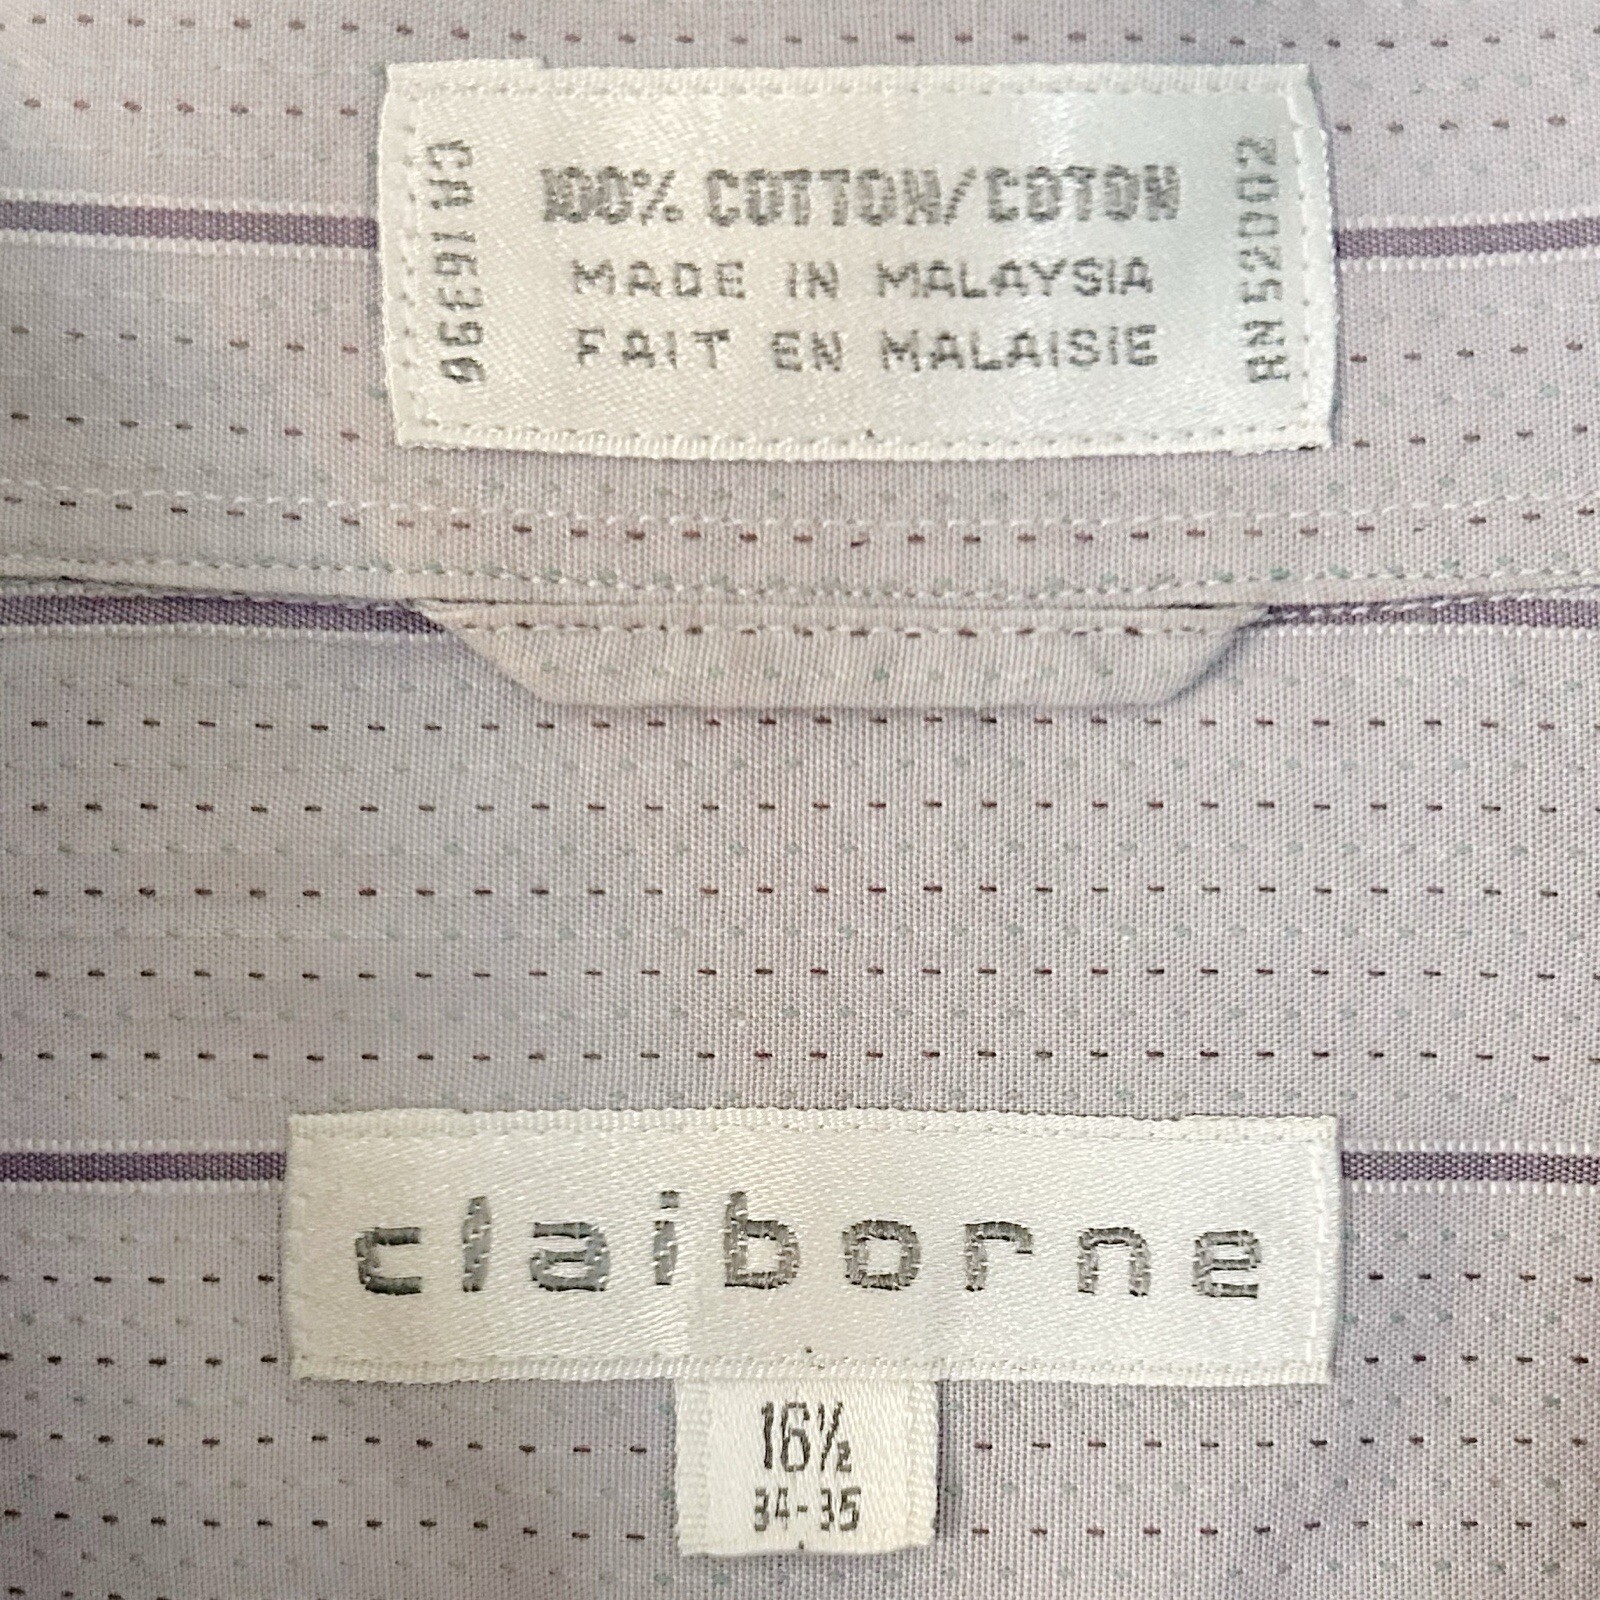 CA 16396
100% COTTON/COTON
MADE IN MALAYSIA
FAIT EN MALAISIE
RN 52002
claiborne
16½
34-35